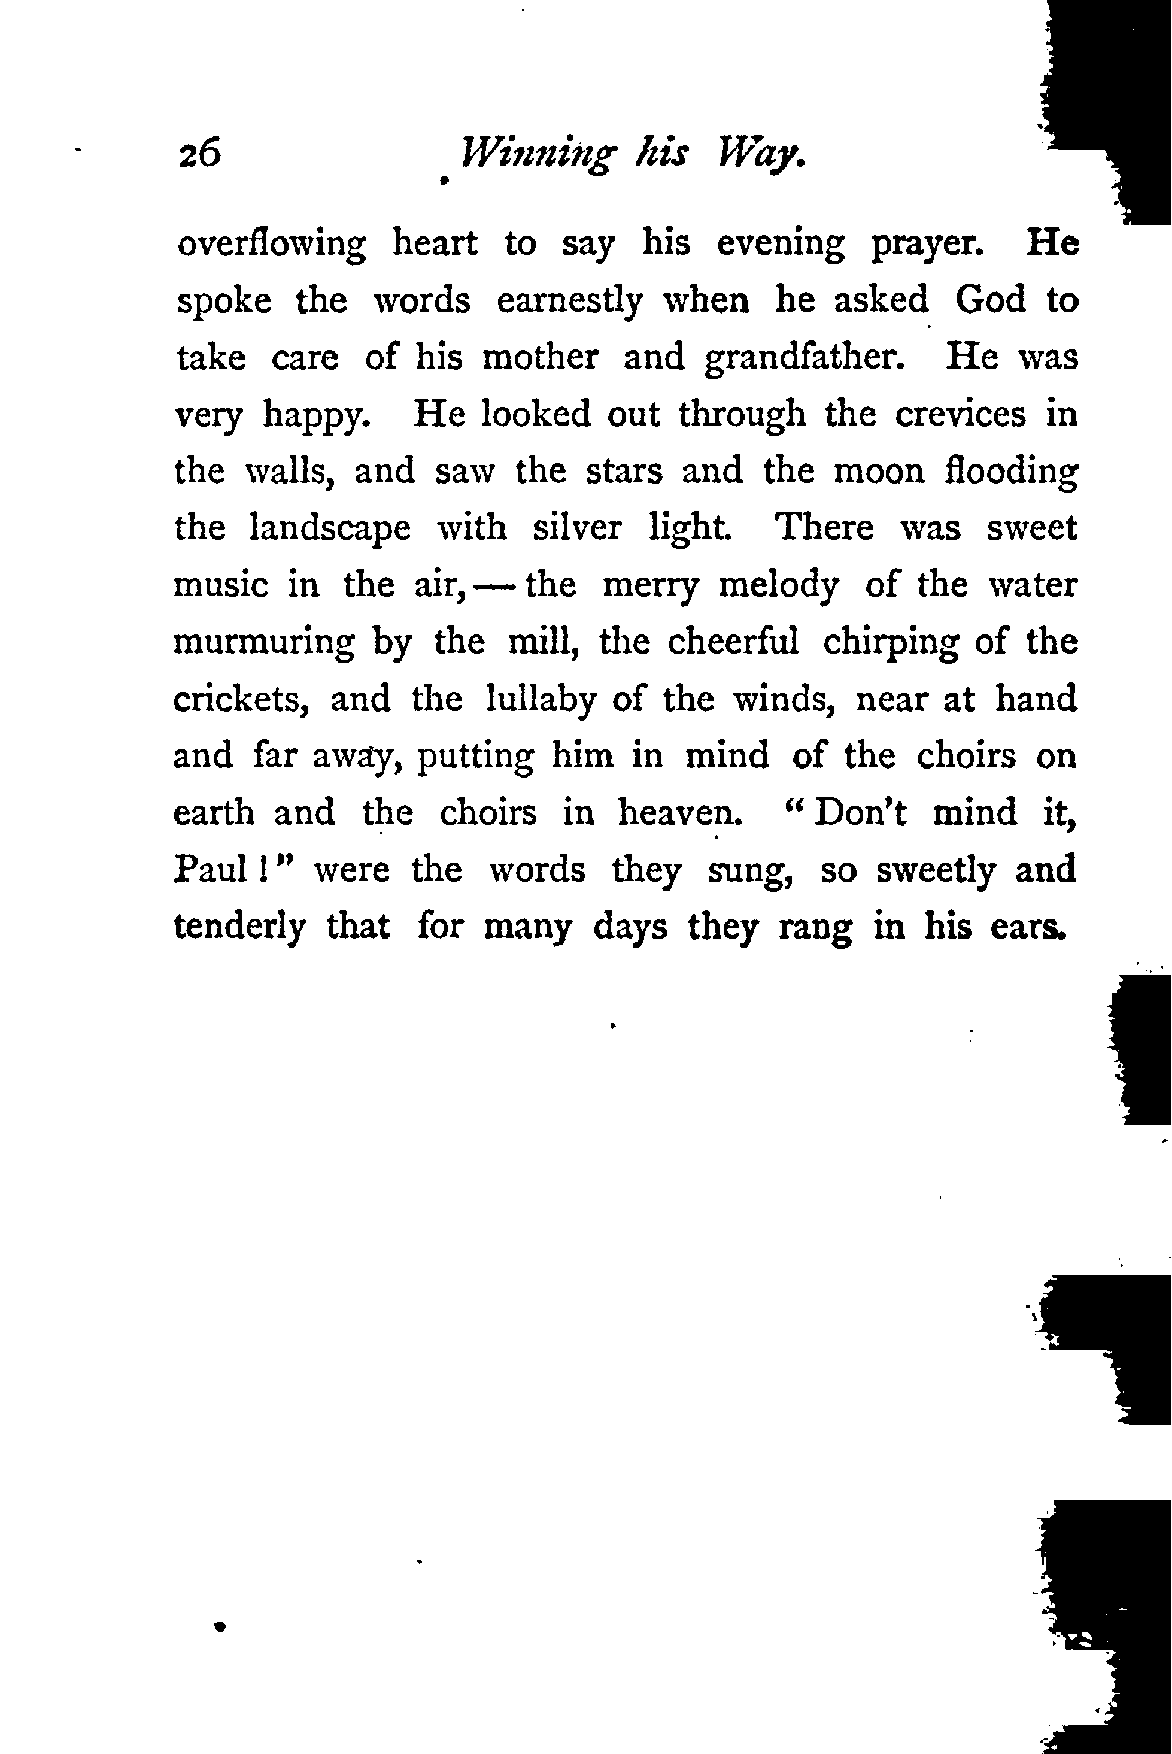 26 Winning his Way.
overflowing heart to say his evening prayer. He
spoke the words earnestly when he asked God to
take care of his mother and grandfather. He was
very happy. He looked out through the crevices in
the walls, and saw the stars and the moon flooding
the landscape with silver light. There was sweet
music in the air,— the merry melody of the water
murmuring by the mill, the cheerful chirping of the
crickets, and the lullaby of the winds, near at hand
and far away, putting him in mind of the choirs on
earth and the choirs in heaven. “ Don't mind it,
Paul !” were the words they sung, so sweetly and
tenderly that for many days they rang in his ears.